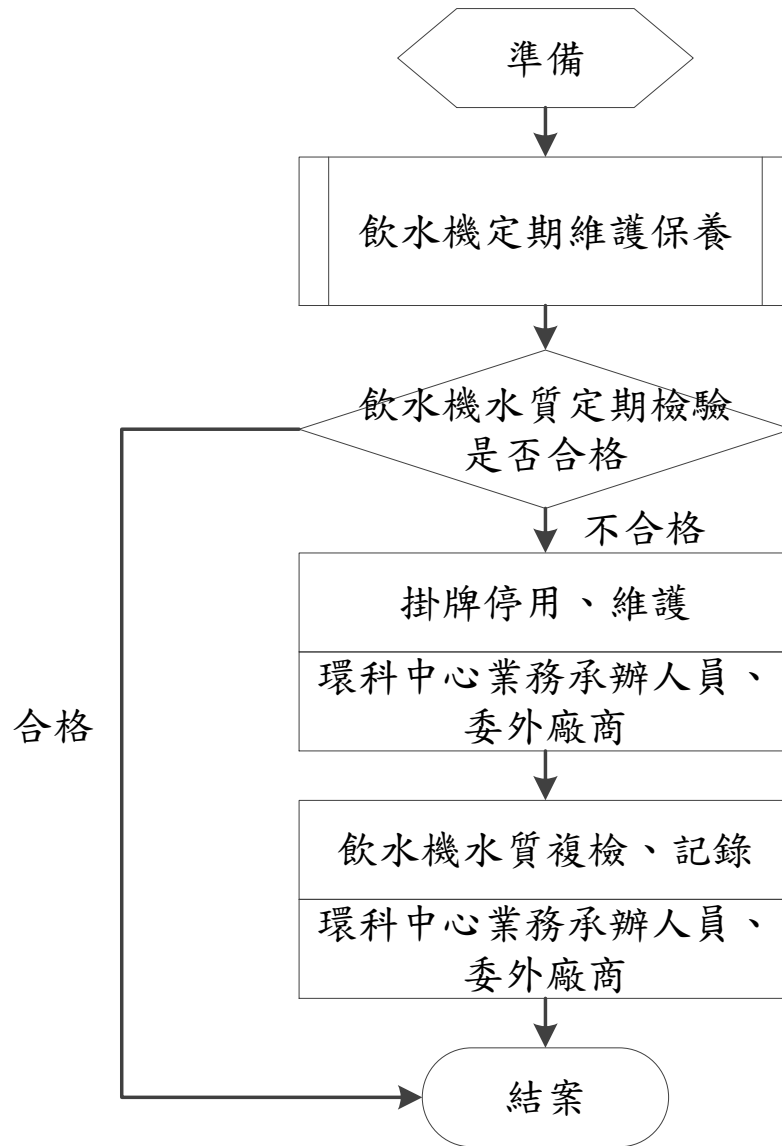 準備
飲水機定期維護保養
飲水機水質定期檢驗
是否合格
不合格
掛牌停用、維護
環科中心業務承辦人員、
委外廠商
合格
飲水機水質複檢、記錄
環科中心業務承辦人員、
委外廠商
結案